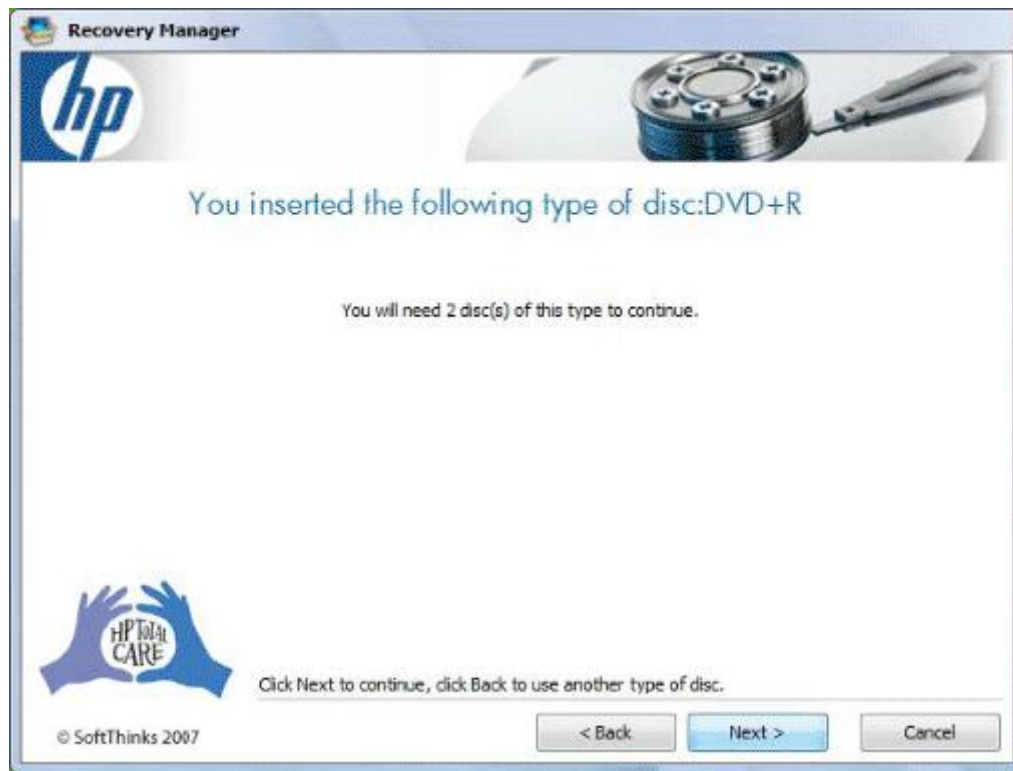 Recovery Manager
hp
You inserted the following type of disc:DVD+R
You will need 2 disc(s) of this type to continue.
HP TOTAL
CARE
Click Next to continue, click Back to use another type of disc.
© SoftThinks 2007
< Back
Next >
Cancel